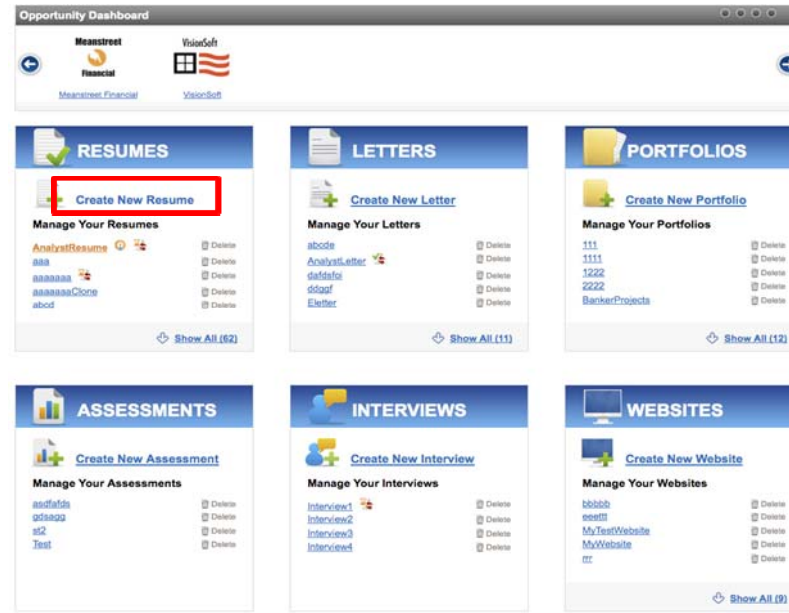 Opportunity Dashboard
Meanstreet
Financial
VisionSoft
Meanstreet Financial
VisionSoft
RESUMES
Create New Resume
Manage Your Resumes
AnalystResume Delete
aaa Delete
aaaaaaa Delete
aaaaaaaClone Delete
abcd Delete
Show All (62)
LETTERS
Create New Letter
Manage Your Letters
abcde Delete
AnalystLetter Delete
dafdsfoi Delete
ddggf Delete
Eletter Delete
Show All (11)
PORTFOLIOS
Create New Portfolio
Manage Your Portfolios
111 Delete
1111 Delete
1222 Delete
2222 Delete
BankerProjects Delete
Show All (12)
ASSESSMENTS
Create New Assessment
Manage Your Assessments
asdfafds Delete
gdsagg Delete
st2 Delete
Test Delete
INTERVIEWS
Create New Interview
Manage Your Interviews
Interview1 Delete
Interview2 Delete
Interview3 Delete
Interview4 Delete
WEBSITES
Create New Website
Manage Your Websites
bbbbb Delete
eeettt Delete
MyTestWebsite Delete
MyWebsite Delete
rrr Delete
Show All (9)